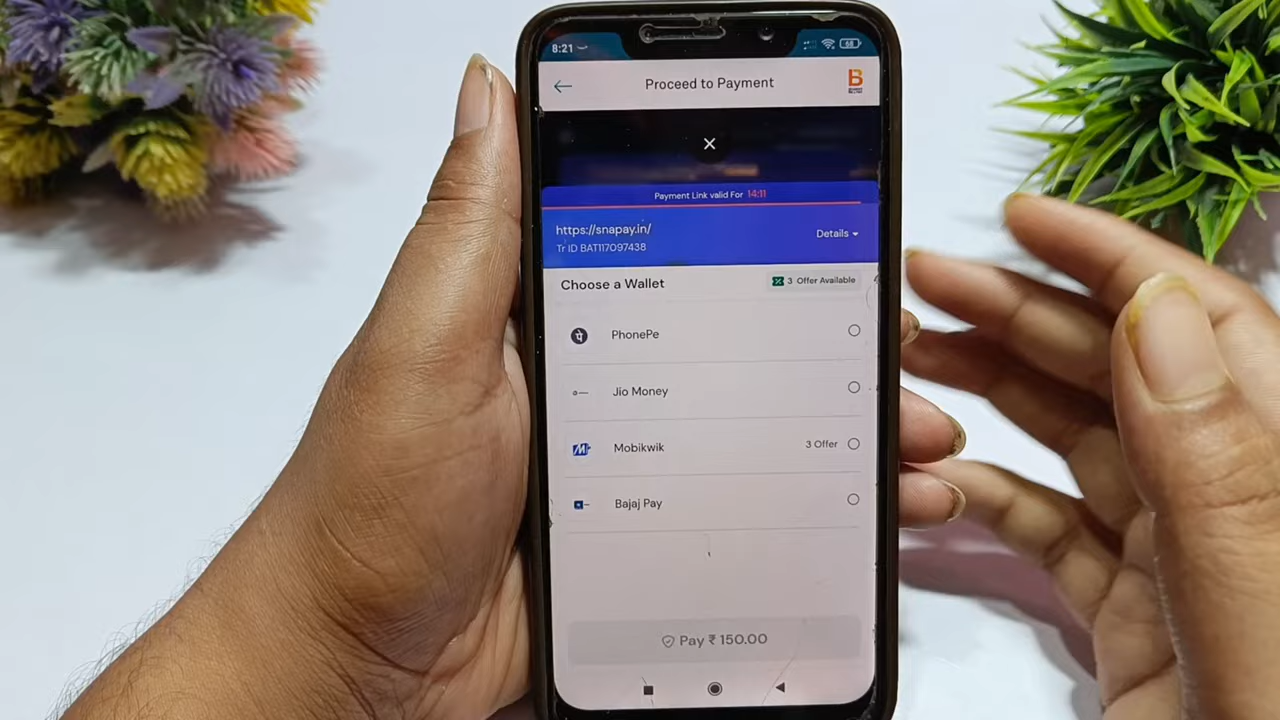 8:21
68
Proceed to Payment
B
Payment Link valid For 14:11
https://snapay.in/
Tr ID BAT117097438
Details
Choose a Wallet
3 Offer Available
PhonePe
Jio Money
Mobikwik
3 Offer
Bajaj Pay
Pay ₹ 150.00